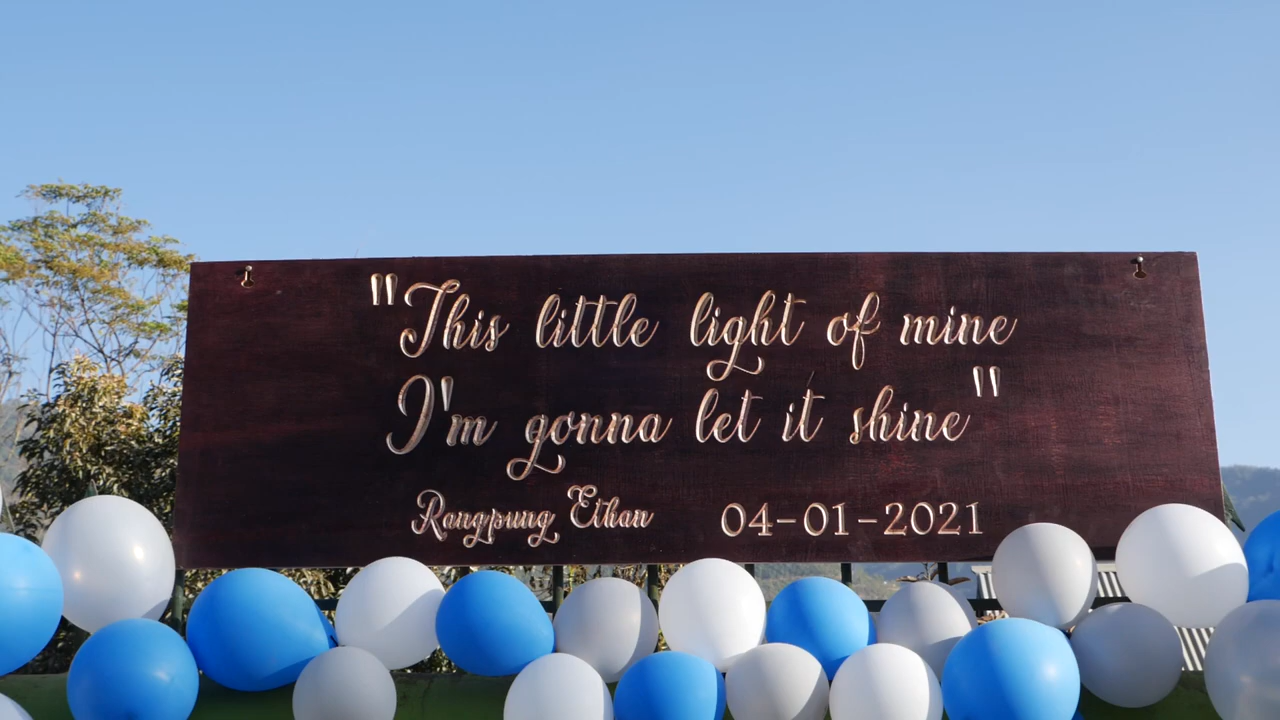 "This little light of mine
I'm gonna let it shine"
Rangpung Ethan 04-01-2021